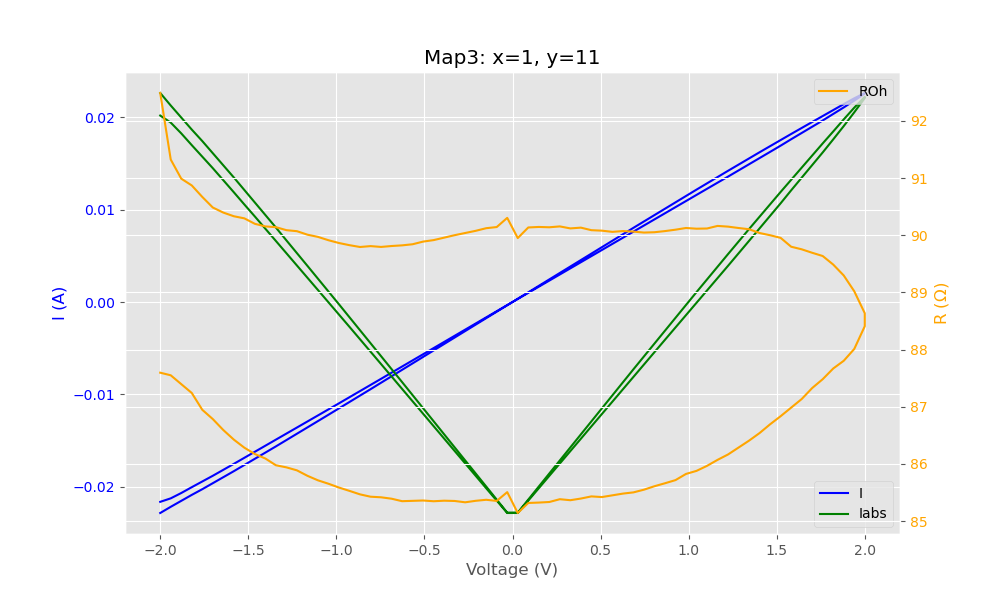 Map3: x=1, y=11
ROh
0.02
0.01
0.00
−0.01
−0.02
I (A)
92
91
90
89
88
87
86
85
R (Ω)
I
Iabs
−2.0 −1.5 −1.0 −0.5 0.0 0.5 1.0 1.5 2.0
Voltage (V)